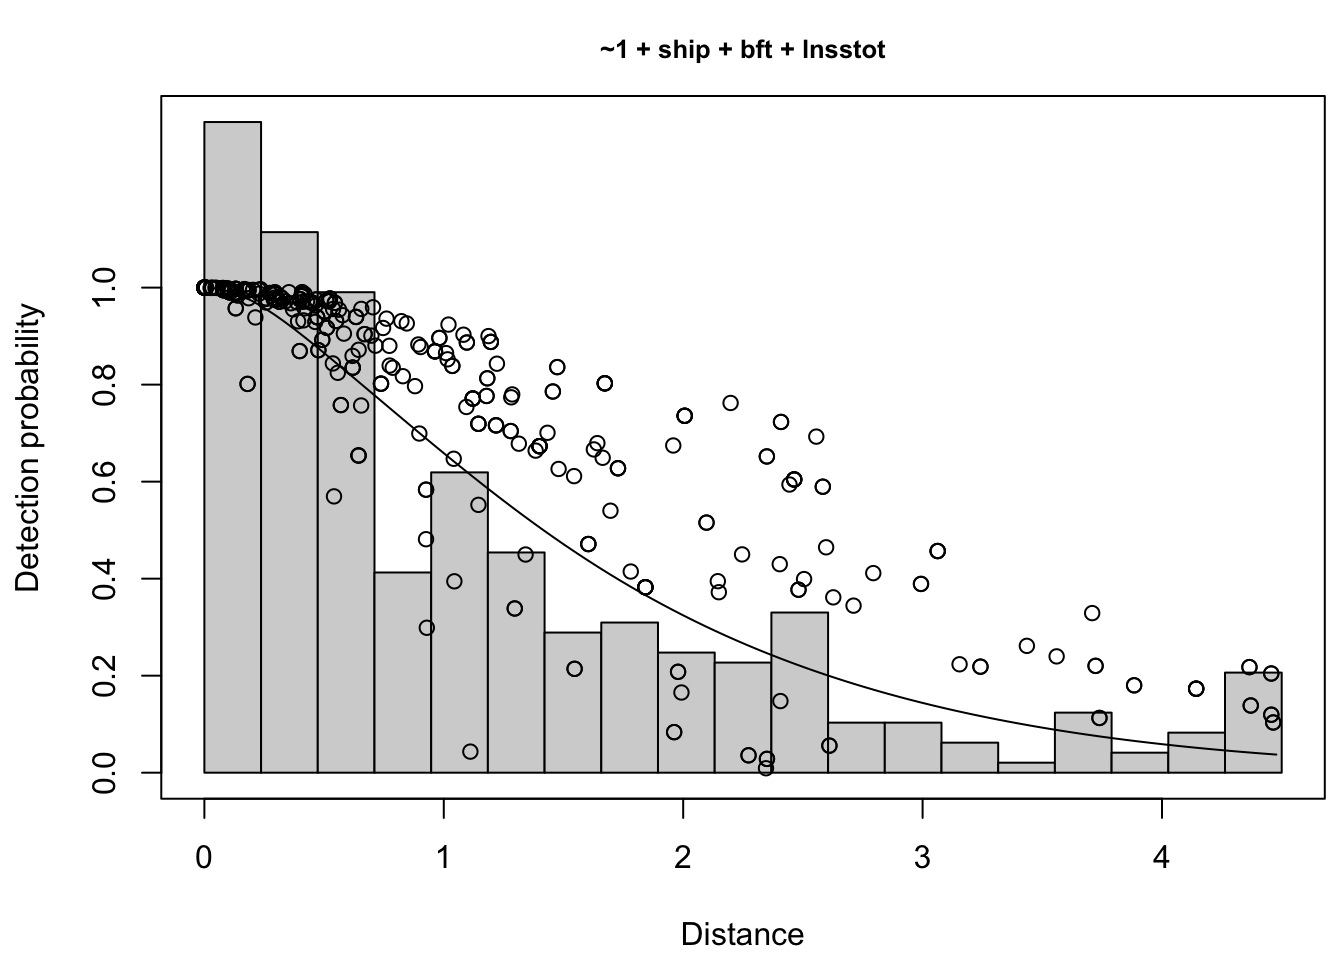 ~1 + ship + bft + lnsstot
Detection probability
1.0
0.8
0.6
0.4
0.2
0.0
0 1 2 3 4
Distance